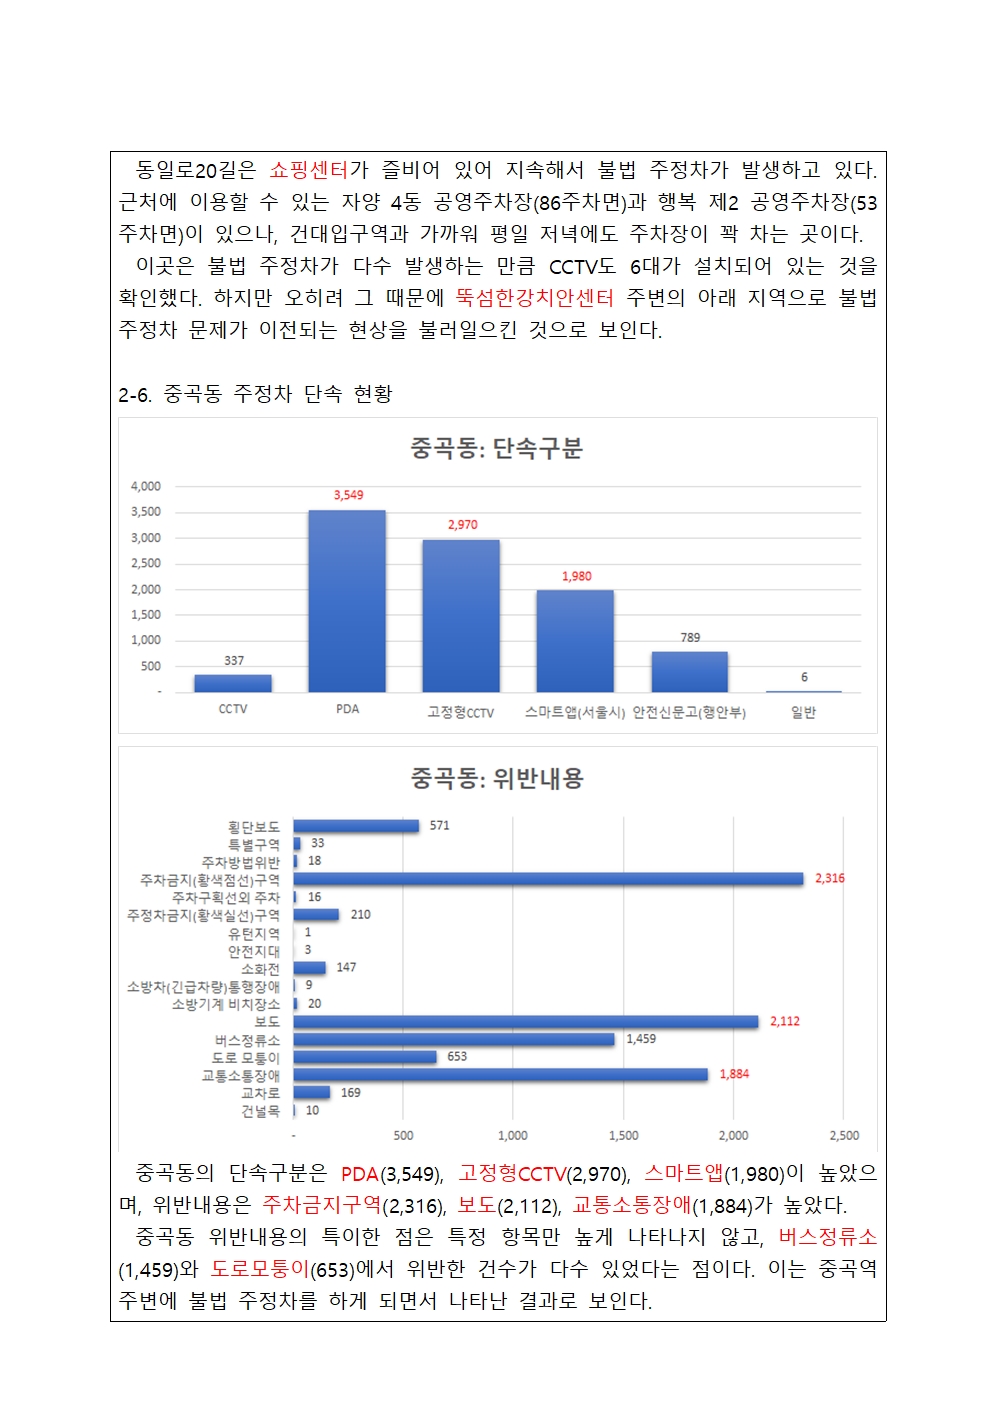 동일로20길은 쇼핑센터가 즐비어 있어 지속해서 불법 주정차가 발생하고 있다.
근처에 이용할 수 있는 자양 4동 공영주차장(86주차면)과 행복 제2 공영주차장(53
주차면)이 있으나, 건대입구역과 가까워 평일 저녁에도 주차장이 꽉 차는 곳이다.
이곳은 불법 주정차가 다수 발생하는 만큼 CCTV도 6대가 설치되어 있는 것을
확인했다. 하지만 오히려 그 때문에 뚝섬한강치안센터 주변의 아래 지역으로 불법
주정차 문제가 이전되는 현상을 불러일으킨 것으로 보인다.
2-6. 중곡동 주정차 단속 현황
중곡동: 단속구분
4,000
3,500
3,000
2,500
2,000
1,500
1,000
500
-
337
3,549
2,970
1,980
789
6
CCTV PDA 고정형CCTV 스마트앱(서울시) 안전신문고(행안부) 일반
중곡동: 위반내용
횡단보도 571
특별구역 33
주차방법위반 18
주차금지(황색점선)구역 2,316
주차구획선외 주차 16
주정차금지(황색실선)구역 210
유턴지역 1
안전지대 3
소화전 147
소방차(긴급차량)통행장애 9
소방기계 비치장소 20
보도 2,112
버스정류소 1,459
도로 모퉁이 653
교통소통장애 1,884
교차로 169
건널목 10
- 500 1,000 1,500 2,000 2,500
중곡동의 단속구분은 PDA(3,549), 고정형CCTV(2,970), 스마트앱(1,980)이 높았으
며, 위반내용은 주차금지구역(2,316), 보도(2,112), 교통소통장애(1,884)가 높았다.
중곡동 위반내용의 특이한 점은 특정 항목만 높게 나타나지 않고, 버스정류소
(1,459)와 도로모퉁이(653)에서 위반한 건수가 다수 있었다는 점이다. 이는 중곡역
주변에 불법 주정차를 하게 되면서 나타난 결과로 보인다.